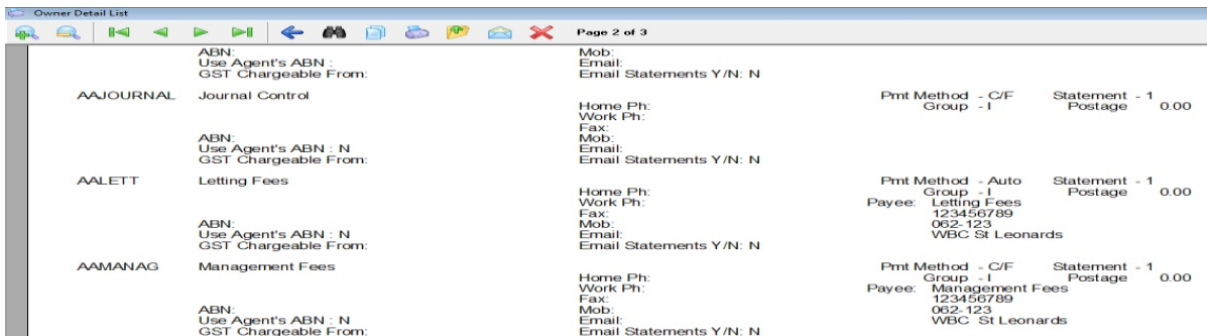 Owner Detail List
Page 2 of 3
ABN: Mob:
Use Agent's ABN : Email:
GST Chargeable From: Email Statements Y/N: N
AAJOURNAL Journal Control Pmt Method - C/F Statement - 1
Home Ph: Group - I Postage 0.00
Work Ph:
Fax:
ABN: Mob:
Use Agent's ABN : N Email:
GST Chargeable From: Email Statements Y/N: N
AALETT Letting Fees Pmt Method - Auto Statement - 1
Home Ph: Group - I Postage 0.00
Work Ph: Payee: Letting Fees
Fax: 123456789
ABN: Mob: 062-123
Use Agent's ABN : N Email: WBC St Leonards
GST Chargeable From: Email Statements Y/N: N
AAMANAG Management Fees Pmt Method - C/F Statement - 1
Home Ph: Group - I Postage 0.00
Work Ph: Payee: Management Fees
Fax: 123456789
ABN: Mob: 062-123
Use Agent's ABN : N Email: WBC St Leonards
GST Chargeable From: Email Statements Y/N: N